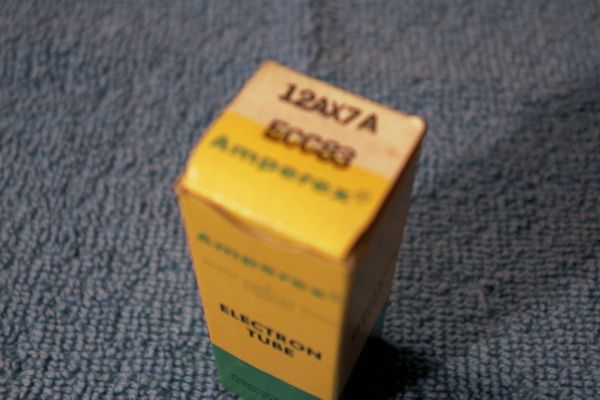 12AX7A
ECC83
Amperex®
Amperex
ELECTRON
TUBE